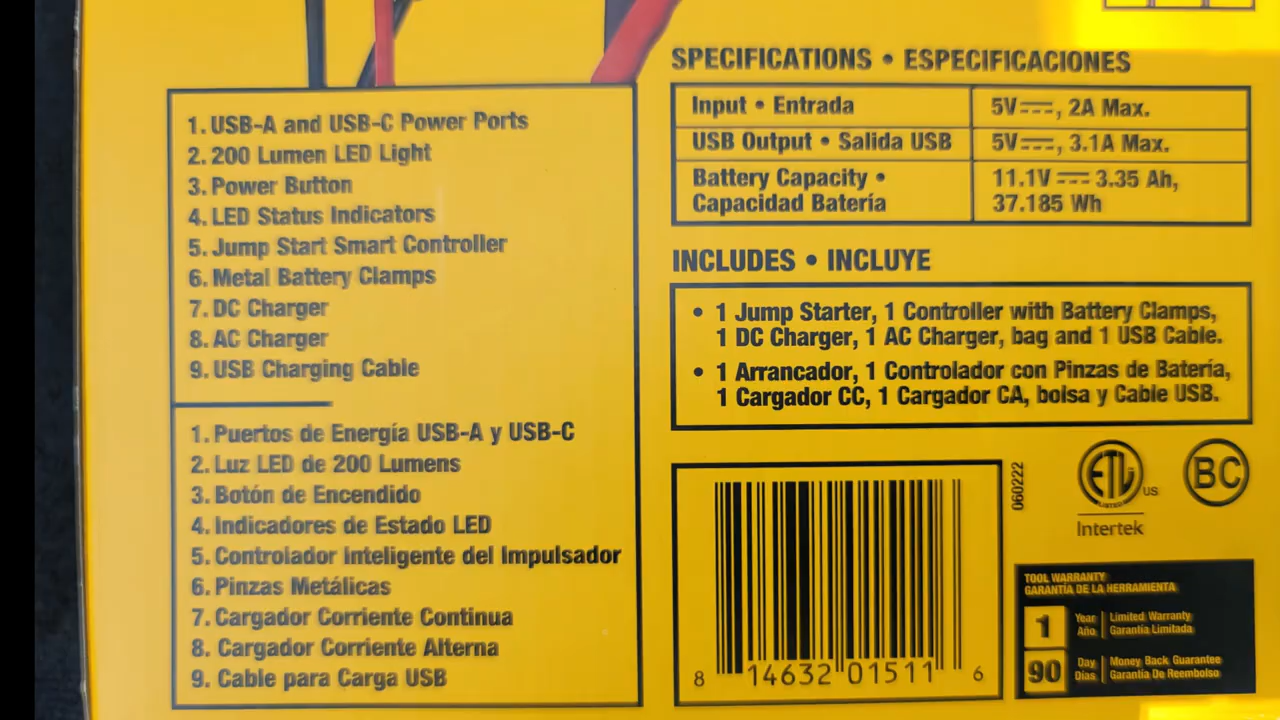 1. USB-A and USB-C Power Ports
2. 200 Lumen LED Light
3. Power Button
4. LED Status Indicators
5. Jump Start Smart Controller
6. Metal Battery Clamps
7. DC Charger
8. AC Charger
9. USB Charging Cable
1. Puertos de Energía USB-A y USB-C
2. Luz LED de 200 Lumens
3. Botón de Encendido
4. Indicadores de Estado LED
5. Controlador Inteligente del Impulsador
6. Pinzas Metálicas
7. Cargador Corriente Continua
8. Cargador Corriente Alterna
9. Cable para Carga USB
SPECIFICATIONS • ESPECIFICACIONES
Input • Entrada 5V⎓, 2A Max.
USB Output • Salida USB 5V⎓, 3.1A Max.
Battery Capacity • 11.1V ⎓ 3.35 Ah,
Capacidad Batería 37.185 Wh
INCLUDES • INCLUYE
• 1 Jump Starter, 1 Controller with Battery Clamps,
1 DC Charger, 1 AC Charger, bag and 1 USB Cable.
• 1 Arrancador, 1 Controlador con Pinzas de Batería,
1 Cargador CC, 1 Cargador CA, bolsa y Cable USB.
8 14632 01511 6
060222
ETL US
Intertek
BC
TOOL WARRANTY
GARANTÍA DE LA HERRAMIENTA
1 Year Año Limited Warranty Garantía Limitada
90 Day Días Money Back Guarantee Garantía De Reembolso